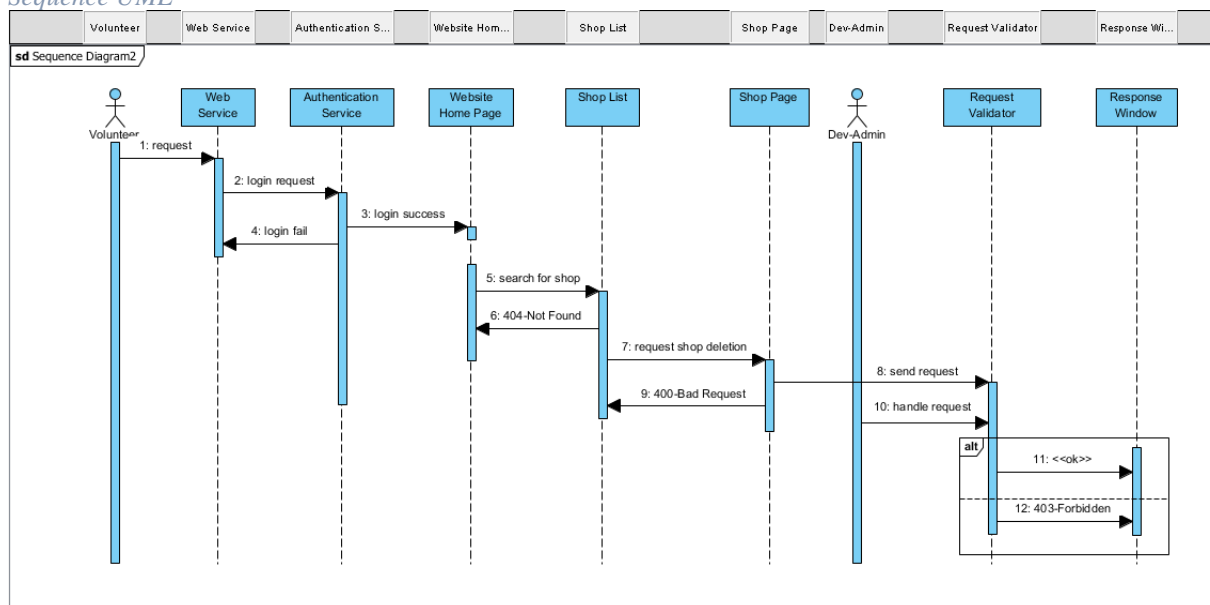 Sequence UML
Volunteer
Web Service
Authentication S...
Website Hom...
Shop List
Shop Page
Dev-Admin
Request Validator
Response Wi...
sd Sequence Diagram2
Volunteer
Web
Service
Authentication
Service
Website
Home Page
Shop List
Shop Page
Dev-Admin
Request
Validator
Response
Window
1: request
2: login request
3: login success
4: login fail
5: search for shop
6: 404-Not Found
7: request shop deletion
8: send request
9: 400-Bad Request
10: handle request
alt
11: <<ok>>
12: 403-Forbidden